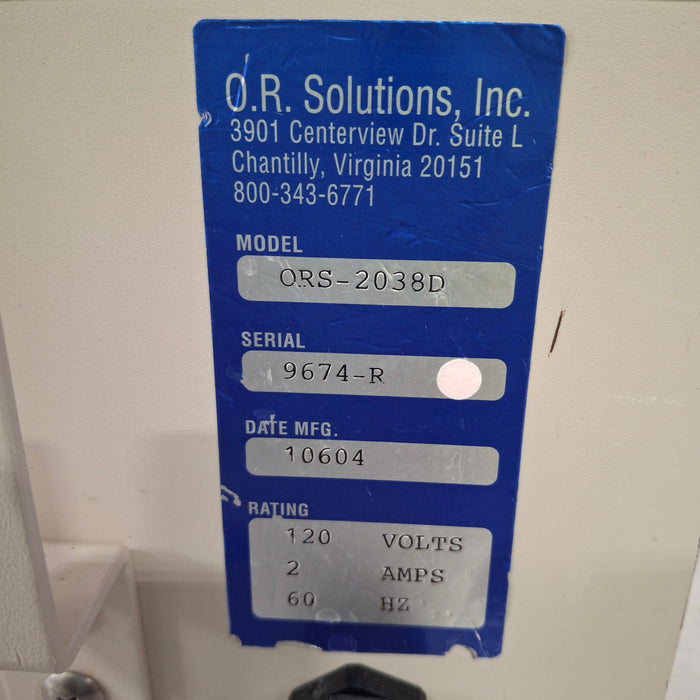 O.R. Solutions, Inc.
3901 Centerview Dr. Suite L
Chantilly, Virginia 20151
800-343-6771
MODEL
ORS-2038D
SERIAL
9674-R
DATE MFG.
10604
RATING
120 VOLTS
2 AMPS
60 HZ